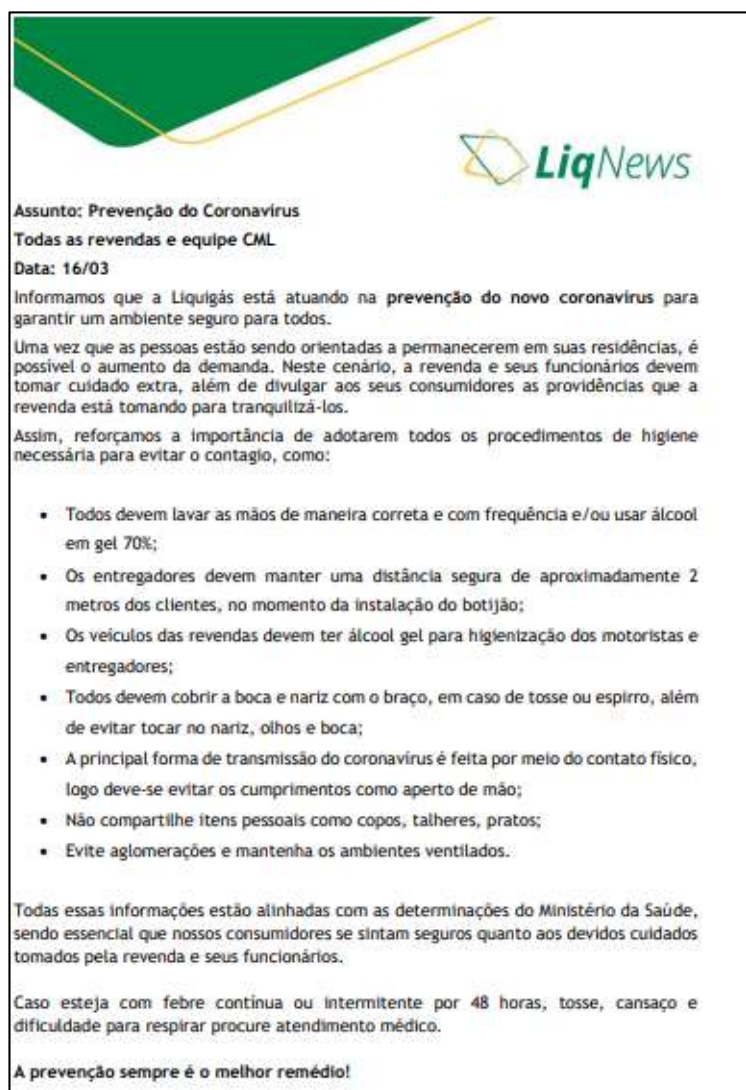 LiqNews
Assunto: Prevenção do Coronavírus
Todas as revendas e equipe CML
Data: 16/03
Informamos que a Liquigás está atuando na prevenção do novo coronavírus para
garantir um ambiente seguro para todos.
Uma vez que as pessoas estão sendo orientadas a permanecerem em suas residências, é
possível o aumento da demanda. Neste cenário, a revenda e seus funcionários devem
tomar cuidado extra, além de divulgar aos seus consumidores as providências que a
revenda está tomando para tranquilizá-los.
Assim, reforçamos a importância de adotarem todos os procedimentos de higiene
necessária para evitar o contagio, como:
• Todos devem lavar as mãos de maneira correta e com frequência e/ou usar álcool
em gel 70%;
• Os entregadores devem manter uma distância segura de aproximadamente 2
metros dos clientes, no momento da instalação do botijão;
• Os veículos das revendas devem ter álcool gel para higienização dos motoristas e
entregadores;
• Todos devem cobrir a boca e nariz com o braço, em caso de tosse ou espirro, além
de evitar tocar no nariz, olhos e boca;
• A principal forma de transmissão do coronavírus é feita por meio do contato físico,
logo deve-se evitar os cumprimentos como aperto de mão;
• Não compartilhe itens pessoais como copos, talheres, pratos;
• Evite aglomerações e mantenha os ambientes ventilados.
Todas essas informações estão alinhadas com as determinações do Ministério da Saúde,
sendo essencial que nossos consumidores se sintam seguros quanto aos devidos cuidados
tomados pela revenda e seus funcionários.
Caso esteja com febre contínua ou intermitente por 48 horas, tosse, cansaço e
dificuldade para respirar procure atendimento médico.
A prevenção sempre é o melhor remédio!